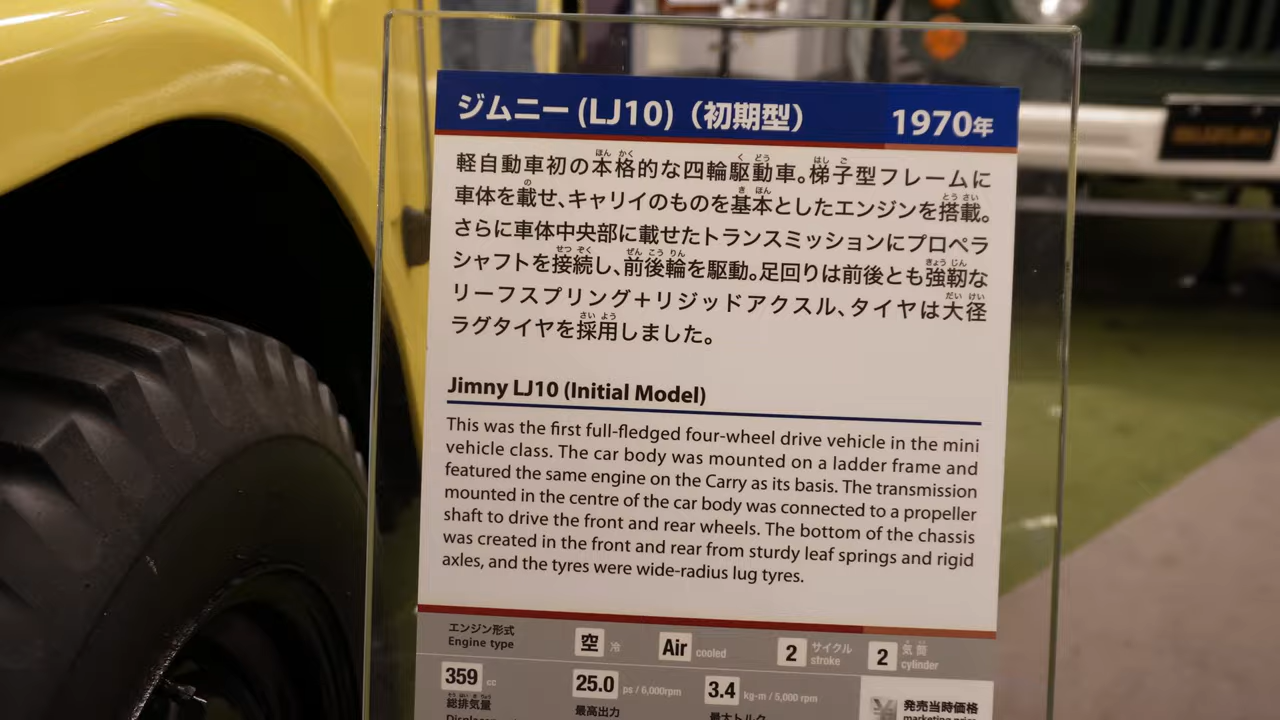 ジムニー(LJ10)（初期型） 1970年
軽自動車初の本格的な四輪駆動車。梯子型フレームに
車体を載せ、キャリイのものを基本としたエンジンを搭載。
さらに車体中央部に載せたトランスミッションにプロペラ
シャフトを接続し、前後輪を駆動。足回りは前後とも強靭な
リーフスプリング＋リジッドアクスル、タイヤは大径
ラグタイヤを採用しました。
Jimny LJ10 (Initial Model)
This was the first full-fledged four-wheel drive vehicle in the mini
vehicle class. The car body was mounted on a ladder frame and
featured the same engine on the Carry as its basis. The transmission
mounted in the centre of the car body was connected to a propeller
shaft to drive the front and rear wheels. The bottom of the chassis
was created in the front and rear from sturdy leaf springs and rigid
axles, and the tyres were wide-radius lug tyres.
エンジン形式 空冷 2 サイクル 2 気筒
Engine type Air cooled stroke cylinder
359 cc 25.0 ps / 6,000rpm 3.4 kg-m / 5,000 rpm
総排気量 最高出力 最大トルク 発売当時価格